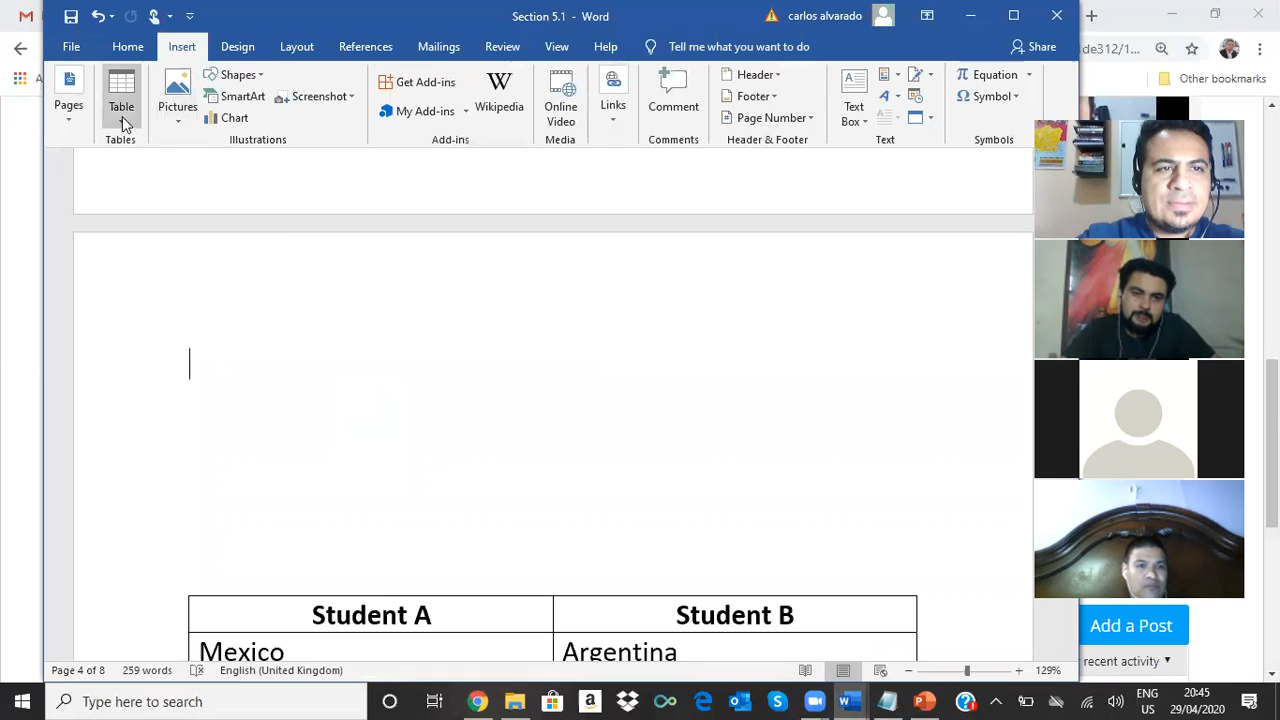 Section 5.1 - Word
carlos alvarado
File Home Insert Design Layout References Mailings Review View Help Tell me what you want to do Share
Pages
Table
Pictures
Shapes
SmartArt
Chart
Screenshot
Get Add-ins
My Add-ins
Wikipedia
Online
Video
Links
Comment
Header
Footer
Page Number
Text
Box
Equation
Symbol
Tables Illustrations Add-ins Media Comments Header & Footer Text Symbols
de312/1...
Other bookmarks
Student A Student B
Mexico Argentina
Page 4 of 8 259 words English (United Kingdom) 129%
Add a Post
recent activity
Type here to search
ENG
US
20:45
29/04/2020